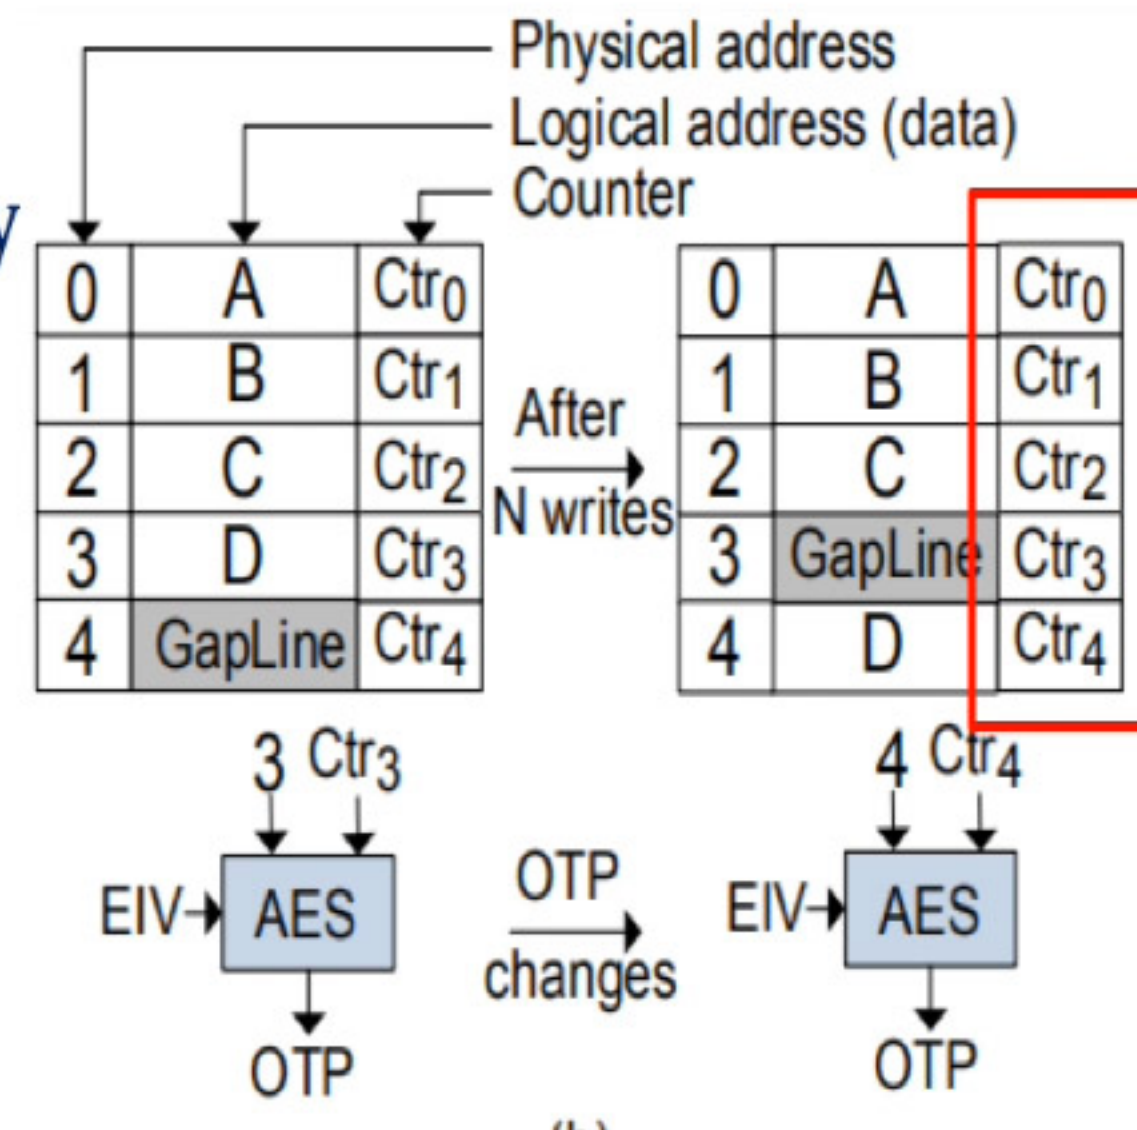 Physical address
Logical address (data)
Counter
y
0 A Ctr0
1 B Ctr1
2 C Ctr2
3 D Ctr3
4 GapLine Ctr4
After
N writes
0 A Ctr0
1 B Ctr1
2 C Ctr2
3 GapLine Ctr3
4 D Ctr4
3 Ctr3
EIV AES
OTP
OTP
changes
4 Ctr4
EIV AES
OTP